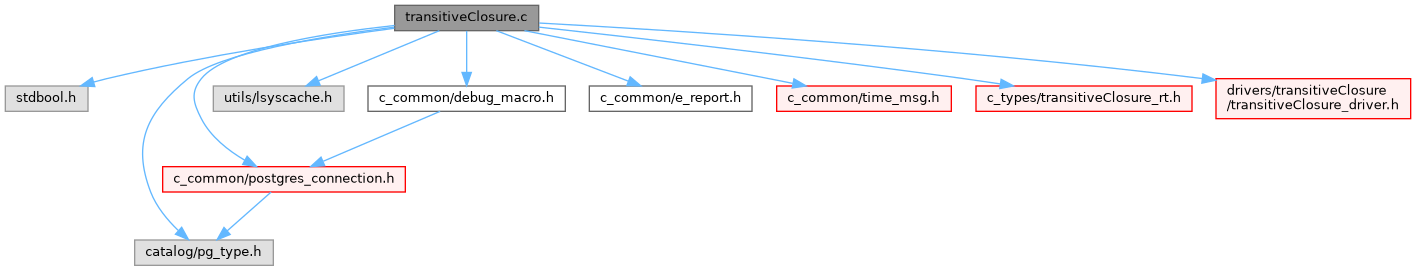 transitiveClosure.c
stdbool.h
utils/lsyscache.h
c_common/debug_macro.h
c_common/e_report.h
c_common/time_msg.h
c_types/transitiveClosure_rt.h
drivers/transitiveClosure
/transitiveClosure_driver.h
c_common/postgres_connection.h
catalog/pg_type.h